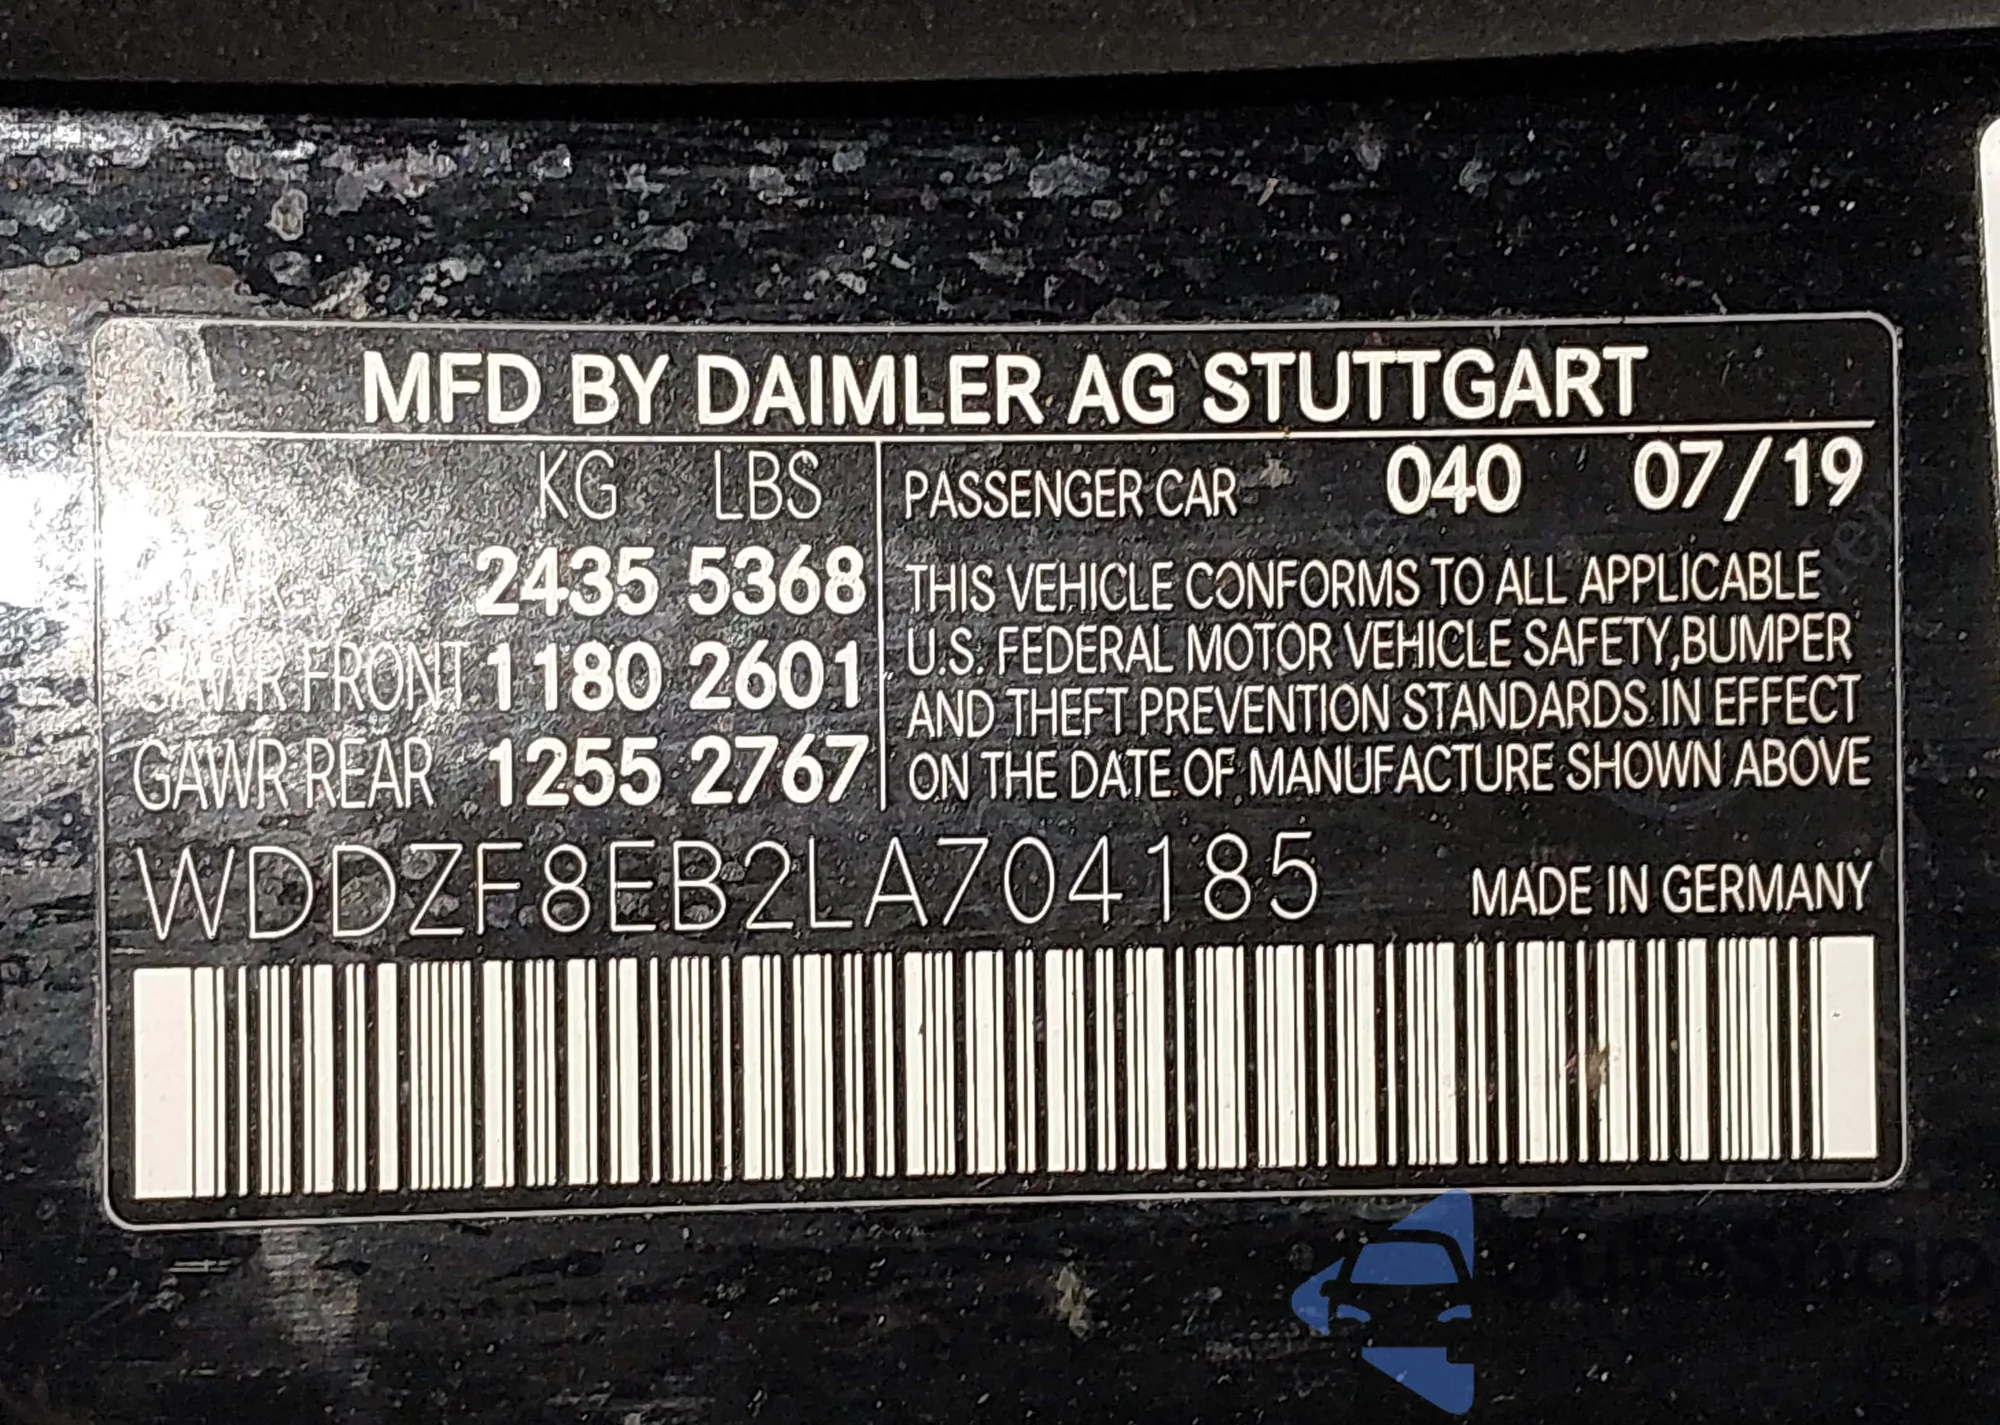 MFD BY DAIMLER AG STUTTGART
KG LBS
2435 5368
GAWR FRONT 1180 2601
GAWR REAR 1255 2767
PASSENGER CAR 040 07/19
THIS VEHICLE CONFORMS TO ALL APPLICABLE
U.S. FEDERAL MOTOR VEHICLE SAFETY,BUMPER
AND THEFT PREVENTION STANDARDS IN EFFECT
ON THE DATE OF MANUFACTURE SHOWN ABOVE
WDDZF8EB2LA704185
MADE IN GERMANY